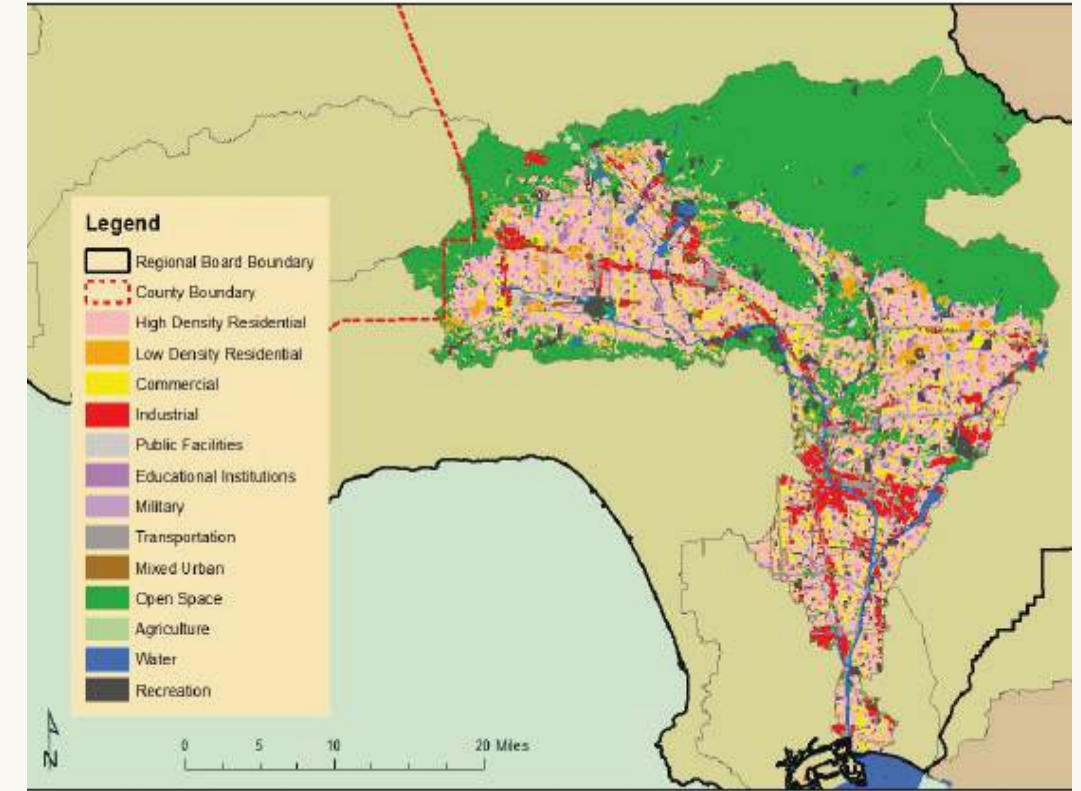 Legend
Regional Board Boundary
County Boundary
High Density Residential
Low Density Residential
Commercial
Industrial
Public Facilities
Educational Institutions
Military
Transportation
Mixed Urban
Open Space
Agriculture
Water
Recreation
N
0 5 10 20 Miles